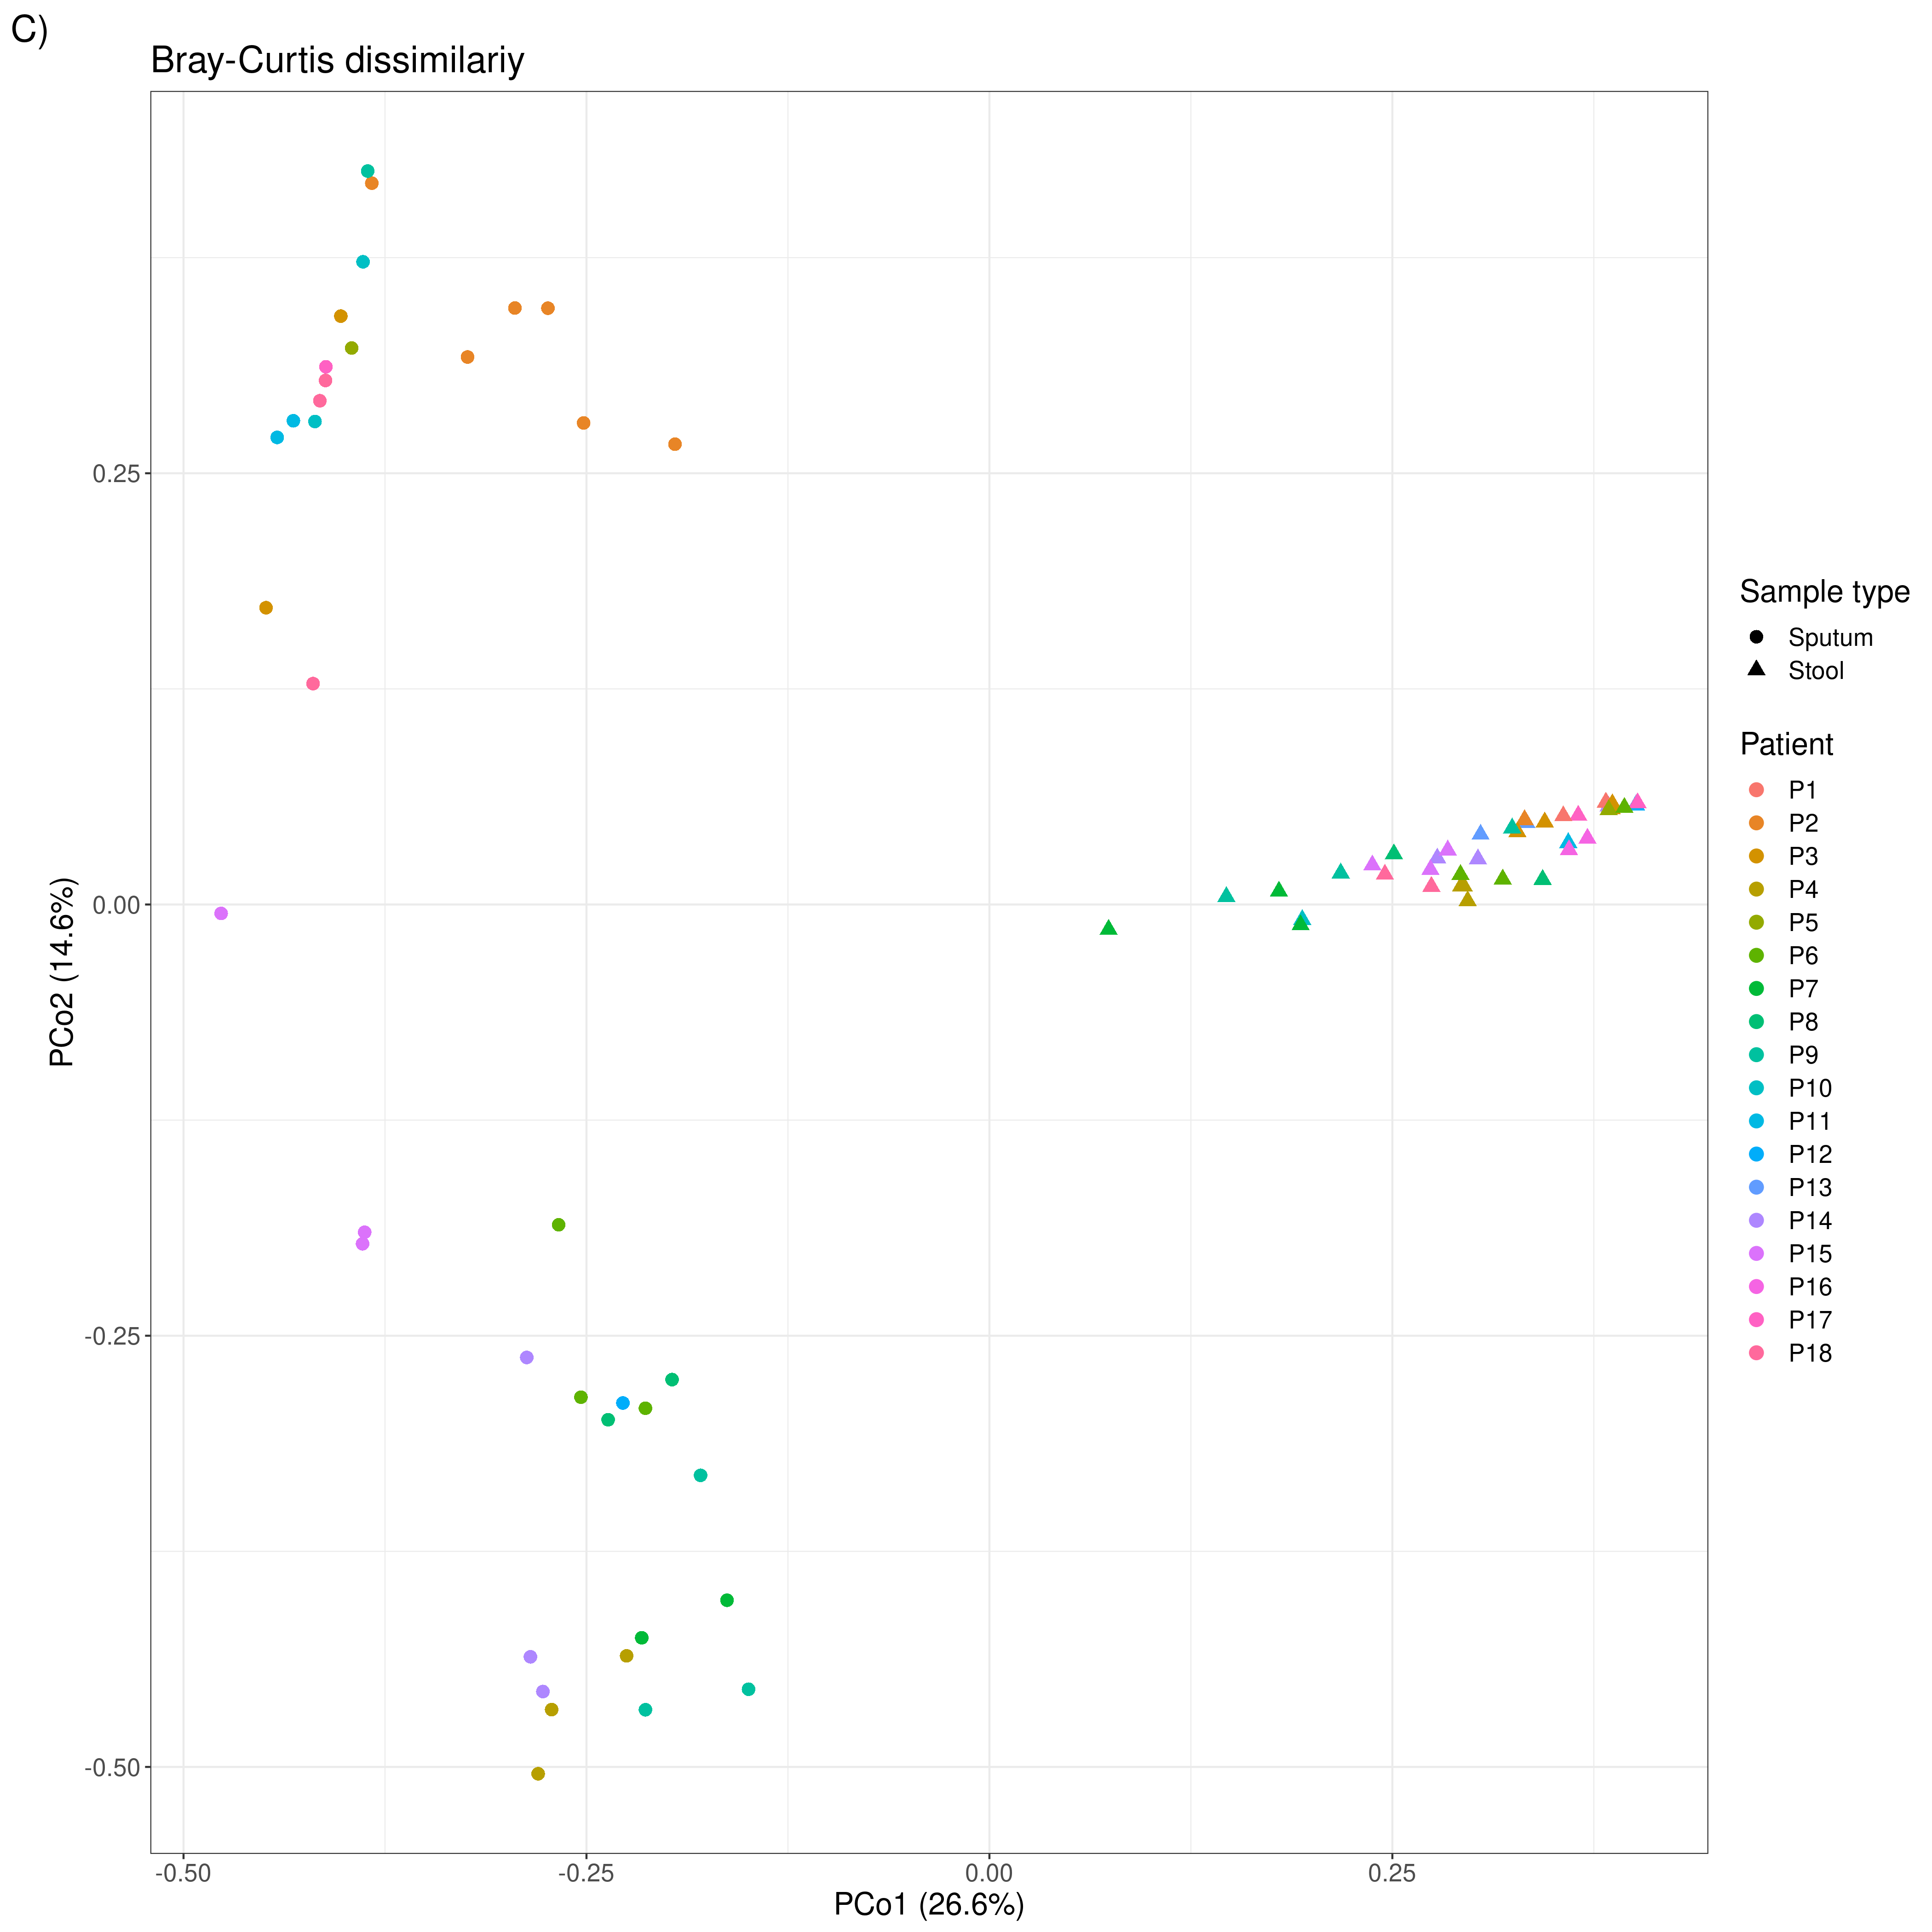 C)
Bray-Curtis dissimilariy
0.25
0.00
-0.25
-0.50
PCo2 (14.6%)
-0.50
-0.25
0.00
0.25
PCo1 (26.6%)
Sample type
Sputum
Stool
Patient
P1
P2
P3
P4
P5
P6
P7
P8
P9
P10
P11
P12
P13
P14
P15
P16
P17
P18